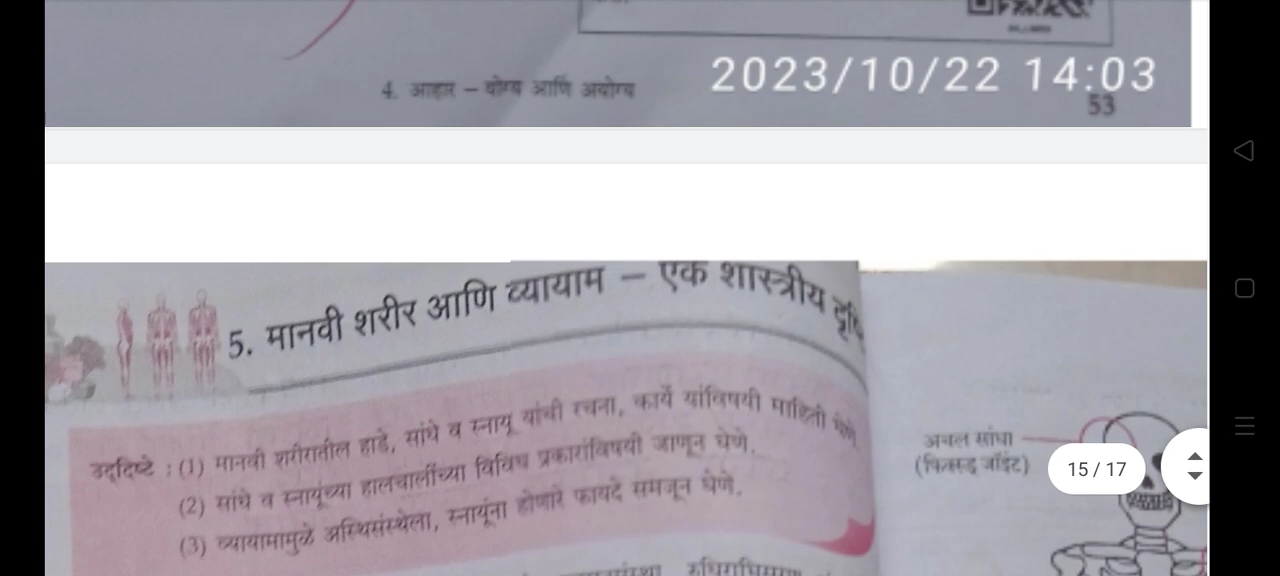 2023/10/22 14:03
4. आहार – योग्य आणि अयोग्य
53
5. मानवी शरीर आणि व्यायाम – एक शास्त्रीय
उद्दिष्टे : (1) मानवी शरीरातील हाडे, सांधे व स्नायू यांची रचना, कार्ये यांविषयी माहिती घेणे.
(2) सांधे व स्नायूंच्या हालचालींच्या विविध प्रकारांविषयी जाणून घेणे.
(3) व्यायामामुळे अस्थिसंस्थेला, स्नायूंना होणारे फायदे समजून घेणे.
अचल सांधा
(फिक्स्ड जॉइंट)
15 / 17